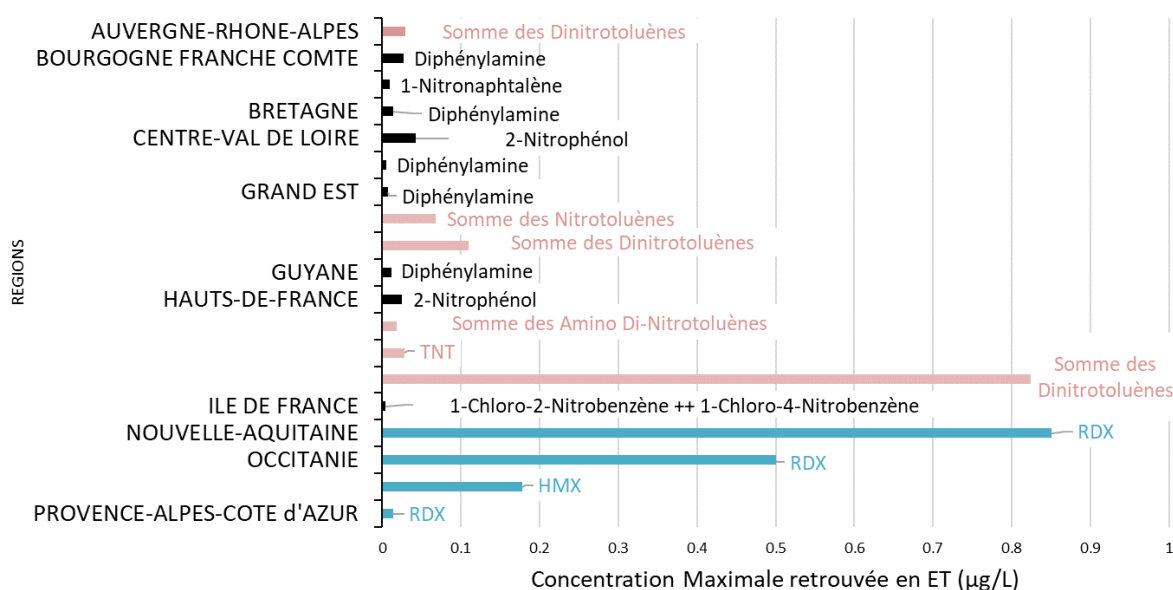 AUVERGNE-RHONE-ALPES
Somme des Dinitrotoluènes
BOURGOGNE FRANCHE COMTE
Diphénylamine
1-Nitronaphtalène
BRETAGNE
Diphénylamine
CENTRE-VAL DE LOIRE
2-Nitrophénol
Diphénylamine
GRAND EST
Diphénylamine
Somme des Nitrotoluènes
Somme des Dinitrotoluènes
GUYANE
Diphénylamine
HAUTS-DE-FRANCE
2-Nitrophénol
Somme des Amino Di-Nitrotoluènes
TNT
Somme des
Dinitrotoluènes
ILE DE FRANCE
1-Chloro-2-Nitrobenzène ++ 1-Chloro-4-Nitrobenzène
NOUVELLE-AQUITAINE
RDX
OCCITANIE
RDX
HMX
PROVENCE-ALPES-COTE d'AZUR
RDX
REGIONS
0 0.1 0.2 0.3 0.4 0.5 0.6 0.7 0.8 0.9 1
Concentration Maximale retrouvée en ET (µg/L)